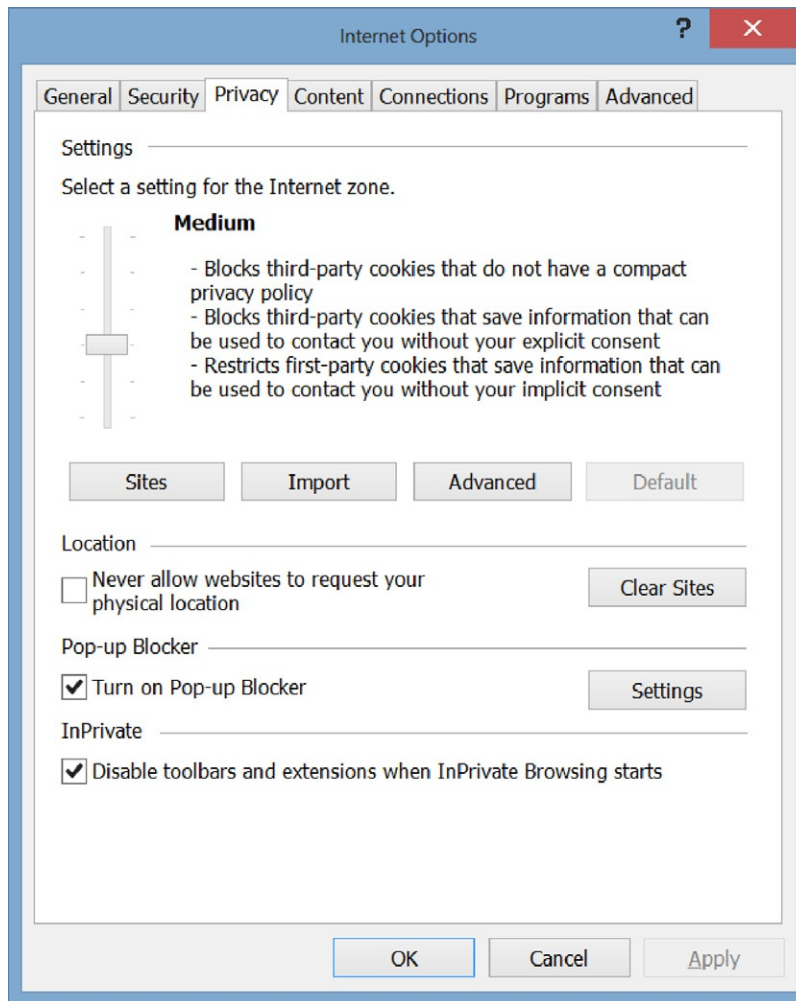 Internet Options
?
General Security Privacy Content Connections Programs Advanced
Settings
Select a setting for the Internet zone.
Medium
- Blocks third-party cookies that do not have a compact
privacy policy
- Blocks third-party cookies that save information that can
be used to contact you without your explicit consent
- Restricts first-party cookies that save information that can
be used to contact you without your implicit consent
Sites Import Advanced Default
Location
Never allow websites to request your
physical location
Clear Sites
Pop-up Blocker
Turn on Pop-up Blocker
Settings
InPrivate
Disable toolbars and extensions when InPrivate Browsing starts
OK Cancel Apply